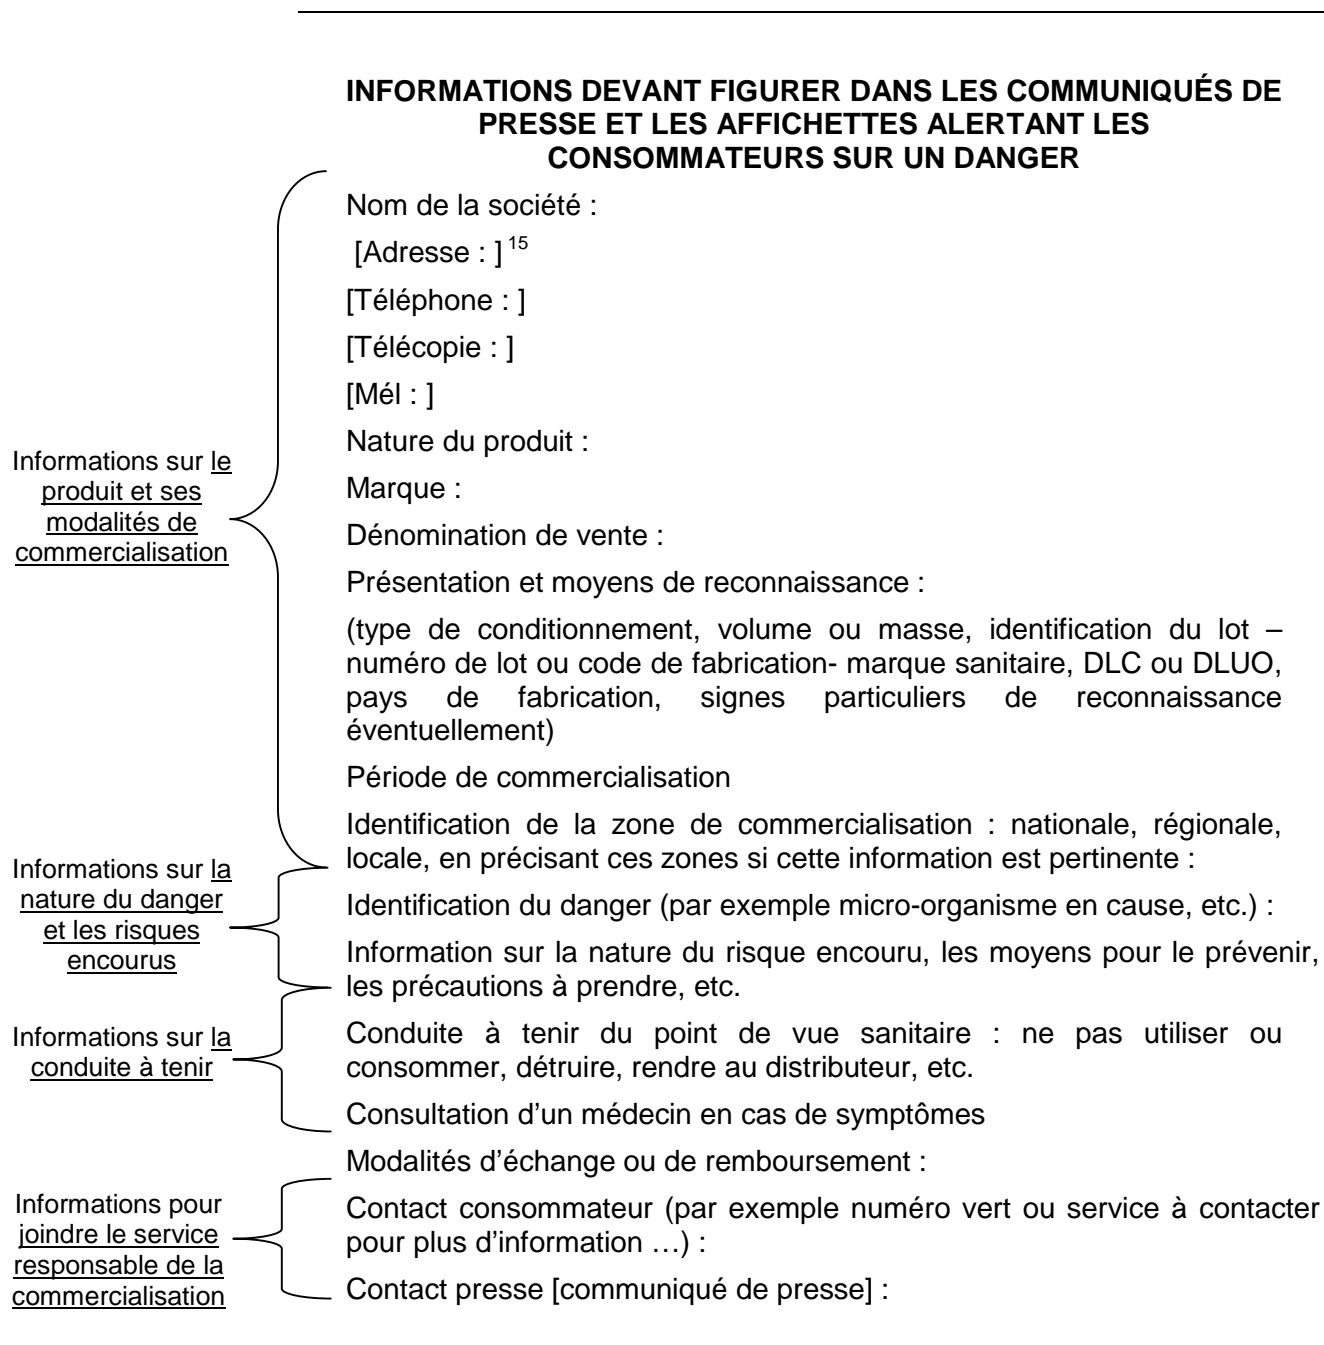 INFORMATIONS DEVANT FIGURER DANS LES COMMUNIQUÉS DE
PRESSE ET LES AFFICHETTES ALERTANT LES
CONSOMMATEURS SUR UN DANGER
Nom de la société :
[Adresse : ] 15
[Téléphone : ]
[Télécopie : ]
[Mél : ]
Nature du produit :
Marque :
Dénomination de vente :
Présentation et moyens de reconnaissance :
(type de conditionnement, volume ou masse, identification du lot –
numéro de lot ou code de fabrication- marque sanitaire, DLC ou DLUO,
pays de fabrication, signes particuliers de reconnaissance
éventuellement)
Période de commercialisation
Identification de la zone de commercialisation : nationale, régionale,
locale, en précisant ces zones si cette information est pertinente :
Informations sur le
produit et ses
modalités de
commercialisation
Identification du danger (par exemple micro-organisme en cause, etc.) :
Information sur la nature du risque encouru, les moyens pour le prévenir,
les précautions à prendre, etc.
Informations sur la
nature du danger
et les risques
encourus
Conduite à tenir du point de vue sanitaire : ne pas utiliser ou
consommer, détruire, rendre au distributeur, etc.
Consultation d'un médecin en cas de symptômes
Informations sur la
conduite à tenir
Modalités d'échange ou de remboursement :
Contact consommateur (par exemple numéro vert ou service à contacter
pour plus d'information …) :
Contact presse [communiqué de presse] :
Informations pour
joindre le service
responsable de la
commercialisation